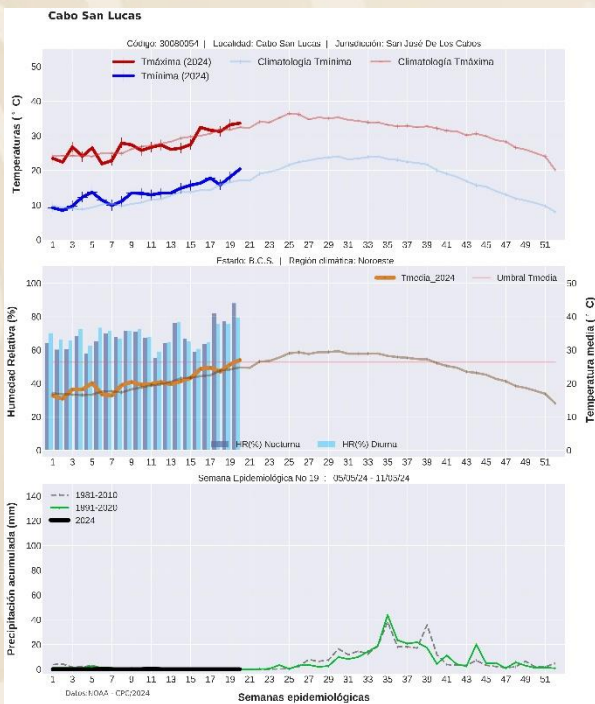 Cabo San Lucas
Código: 30080054 | Localidad: Cabo San Lucas | Jurisdicción: San José De Los Cabos
Tmáxima (2024) Climatología Tmínima Climatología Tmáxima
Tmínima (2024)
Temperaturas (° C)
50
40
30
20
10
0
1 3 5 7 9 11 13 15 17 19 21 23 25 27 29 31 33 35 37 39 41 43 45 47 49 51
Estado: B.C.S. | Región climática: Noroeste
Tmedia_2024 Umbral Tmedia
Humedad Relativa (%)
100
80
60
40
20
0
50
40
30
20
10
0
Temperatura media (° C)
HR(%) Nocturna HR(%) Diurna
1 3 5 7 9 11 13 15 17 19 21 23 25 27 29 31 33 35 37 39 41 43 45 47 49 51
Semana Epidemiológica No 19 : 05/05/24 - 11/05/24
1981-2010
1991-2020
2024
Precipitación acumulada (mm)
140
120
100
80
60
40
20
0
1 3 5 7 9 11 13 15 17 19 21 23 25 27 29 31 33 35 37 39 41 43 45 47 49 51
Datos:NOAA - CPC/2024
Semanas epidemiológicas